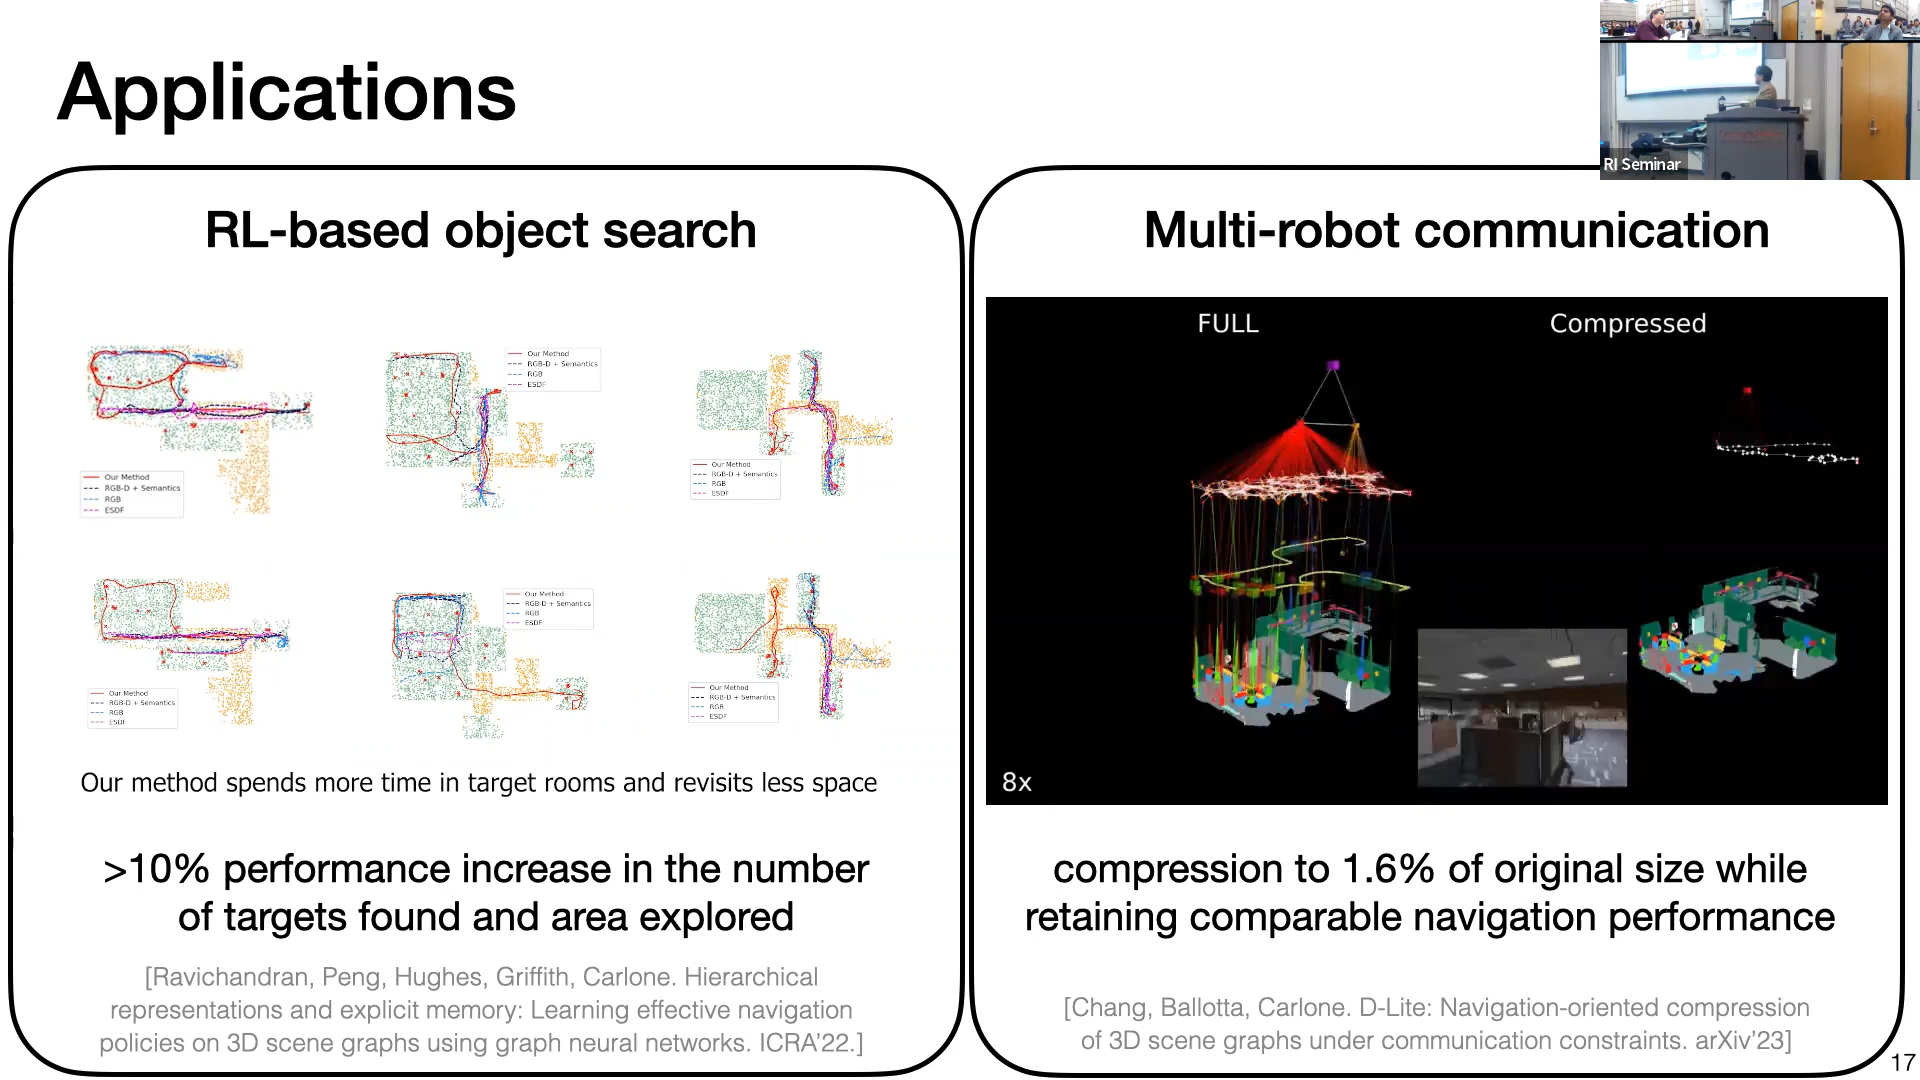 Applications
RI Seminar
RL-based object search
Our Method
RGB-D + Semantics
RGB
ESDF
Our Method
RGB-D + Semantics
RGB
ESDF
Our Method
RGB-D + Semantics
RGB
ESDF
Our Method
RGB-D + Semantics
RGB
ESDF
Our Method
RGB-D + Semantics
RGB
ESDF
Our Method
RGB-D + Semantics
RGB
ESDF
Our method spends more time in target rooms and revisits less space
>10% performance increase in the number
of targets found and area explored
[Ravichandran, Peng, Hughes, Griffith, Carlone. Hierarchical
representations and explicit memory: Learning effective navigation
policies on 3D scene graphs using graph neural networks. ICRA’22.]
Multi-robot communication
FULL
Compressed
8x
compression to 1.6% of original size while
retaining comparable navigation performance
[Chang, Ballotta, Carlone. D-Lite: Navigation-oriented compression
of 3D scene graphs under communication constraints. arXiv’23]
17